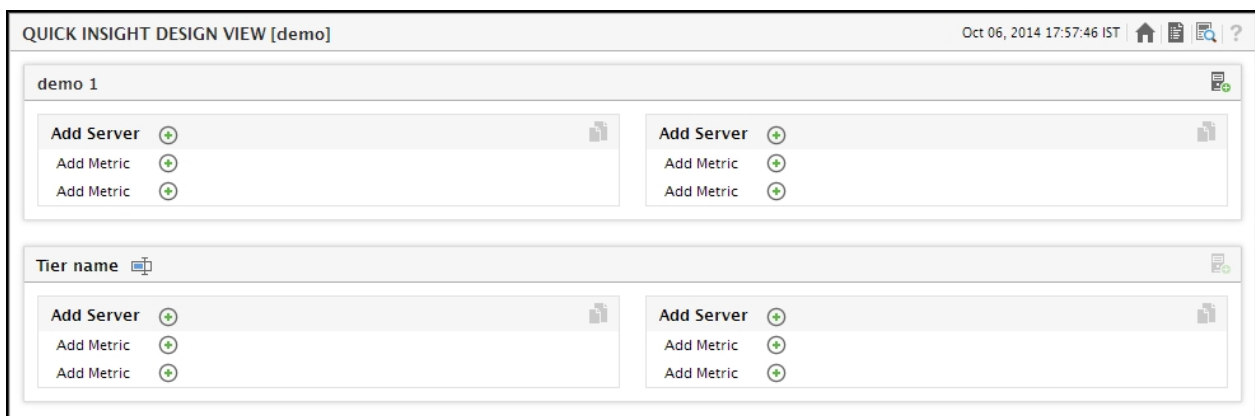 QUICK INSIGHT DESIGN VIEW [demo]
Oct 06, 2014 17:57:46 IST
?
demo 1
Add Server
Add Metric
Add Metric
Add Server
Add Metric
Add Metric
Tier name
Add Server
Add Metric
Add Metric
Add Server
Add Metric
Add Metric